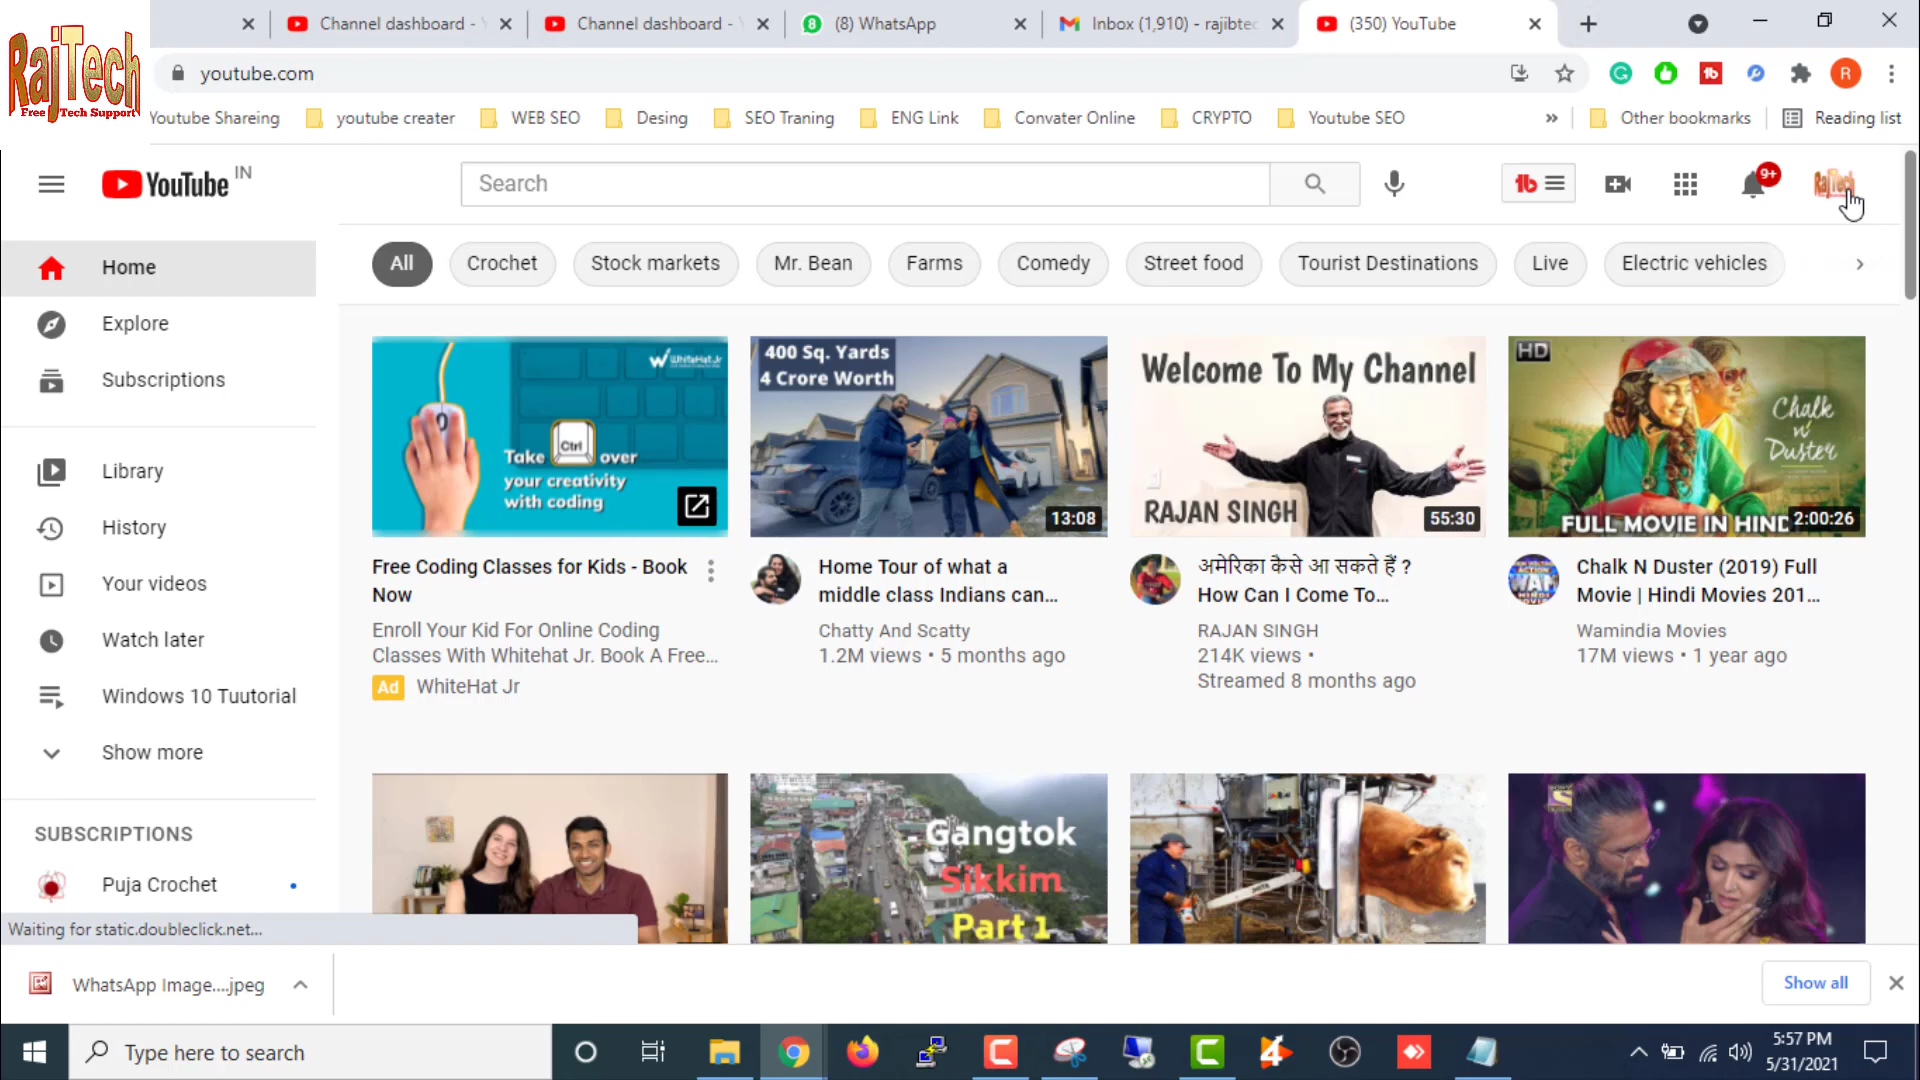 RajTech
Free Tech Support
Channel dashboard -
Channel dashboard -
(8) WhatsApp
Inbox (1,910) - rajibtec
(350) YouTube
youtube.com
R
Youtube Shareing
youtube creater
WEB SEO
Desing
SEO Traning
ENG Link
Convater Online
CRYPTO
Youtube SEO
»
Other bookmarks
Reading list
YouTube IN
Search
9+
RajTech
Home
Explore
Subscriptions
Library
History
Your videos
Watch later
Windows 10 Tuutorial
Show more
SUBSCRIPTIONS
Puja Crochet
All
Crochet
Stock markets
Mr. Bean
Farms
Comedy
Street food
Tourist Destinations
Live
Electric vehicles
WhiteHat Jr
Take Ctrl over
your creativity
with coding
Free Coding Classes for Kids - Book
Now
Enroll Your Kid For Online Coding
Classes With Whitehat Jr. Book A Free...
Ad WhiteHat Jr
400 Sq. Yards
4 Crore Worth
13:08
Home Tour of what a
middle class Indians can...
Chatty And Scatty
1.2M views • 5 months ago
Welcome To My Channel
RAJAN SINGH
55:30
अमेरिका कैसे आ सकते हैं ?
How Can I Come To...
RAJAN SINGH
214K views •
Streamed 8 months ago
HD
Chalk
n'
Duster
FULL MOVIE IN HIND
2:00:26
Chalk N Duster (2019) Full
Movie | Hindi Movies 201...
Wamindia Movies
17M views • 1 year ago
Gangtok
Sikkim
Part 1
Waiting for static.doubleclick.net...
WhatsApp Image....jpeg
Show all
Type here to search
5:57 PM
5/31/2021